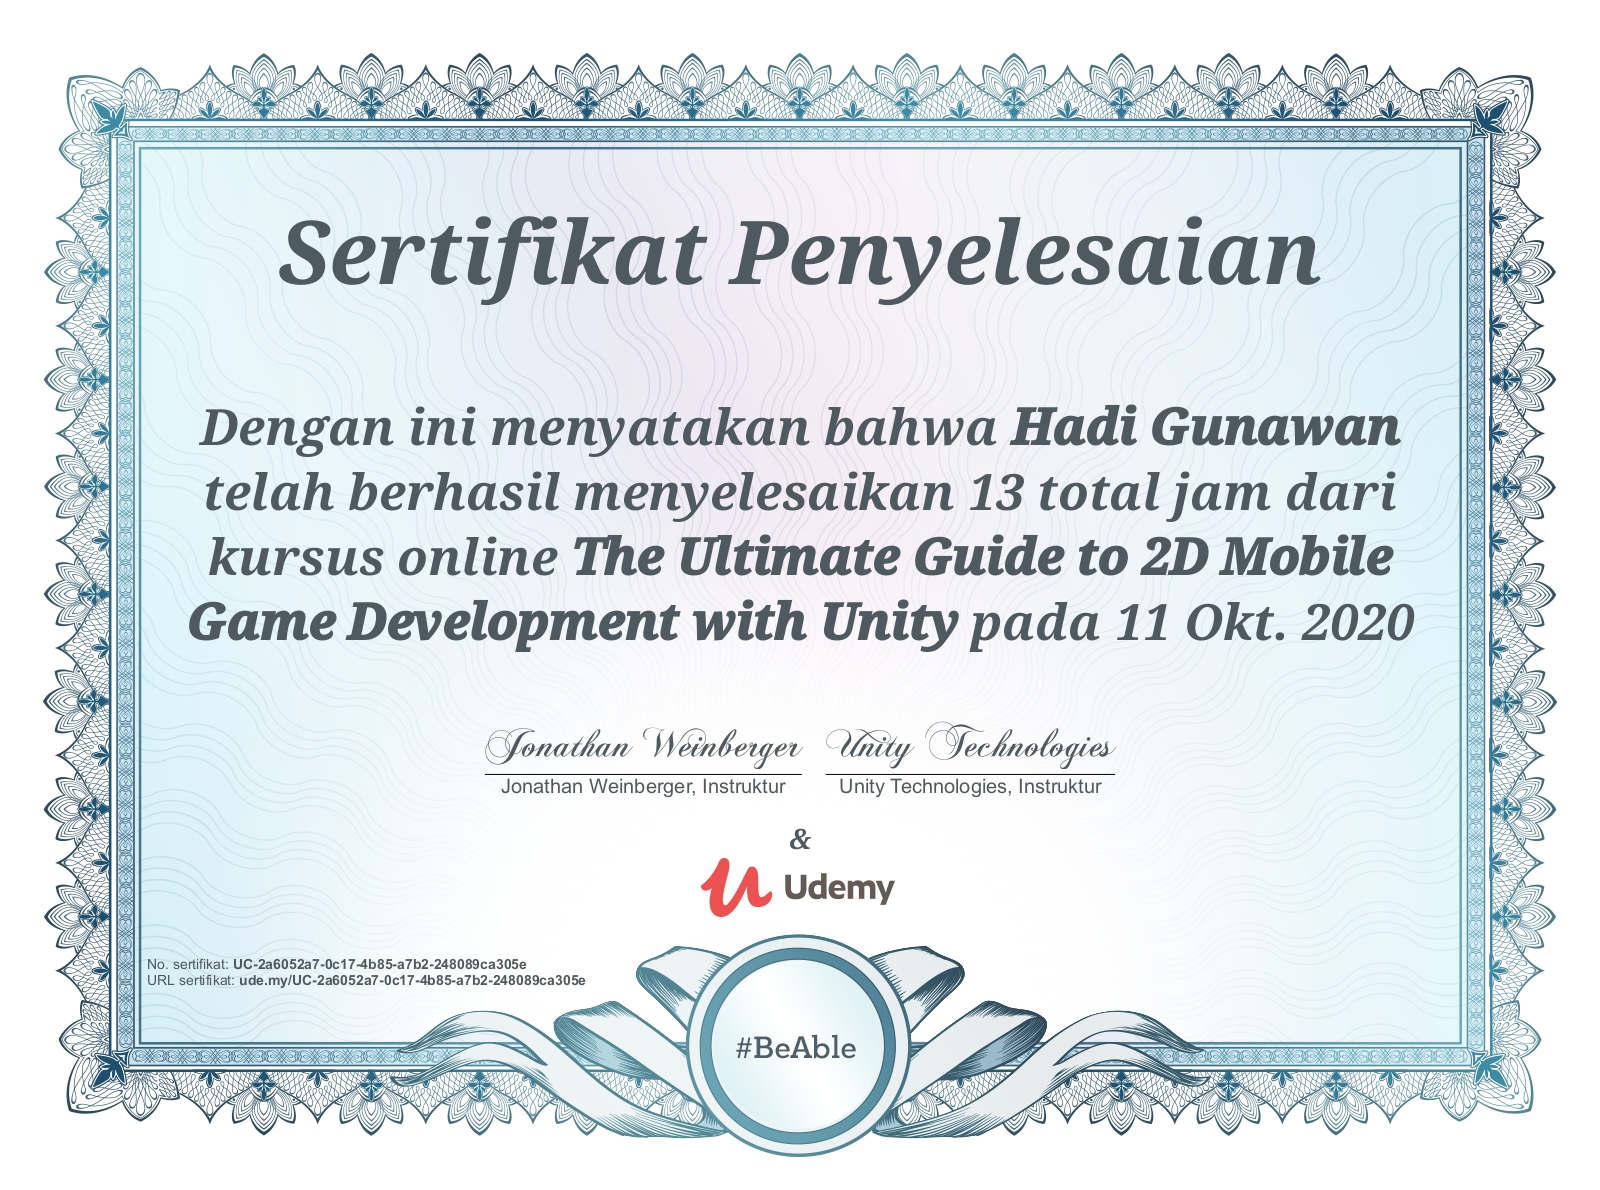 Sertifikat Penyelesaian
Dengan ini menyatakan bahwa Hadi Gunawan
telah berhasil menyelesaikan 13 total jam dari
kursus online The Ultimate Guide to 2D Mobile
Game Development with Unity pada 11 Okt. 2020
Jonathan Weinberger Unity Technologies
Jonathan Weinberger, Instruktur Unity Technologies, Instruktur
&
Udemy
No. sertifikat: UC-2a6052a7-0c17-4b85-a7b2-248089ca305e
URL sertifikat: ude.my/UC-2a6052a7-0c17-4b85-a7b2-248089ca305e
#BeAble